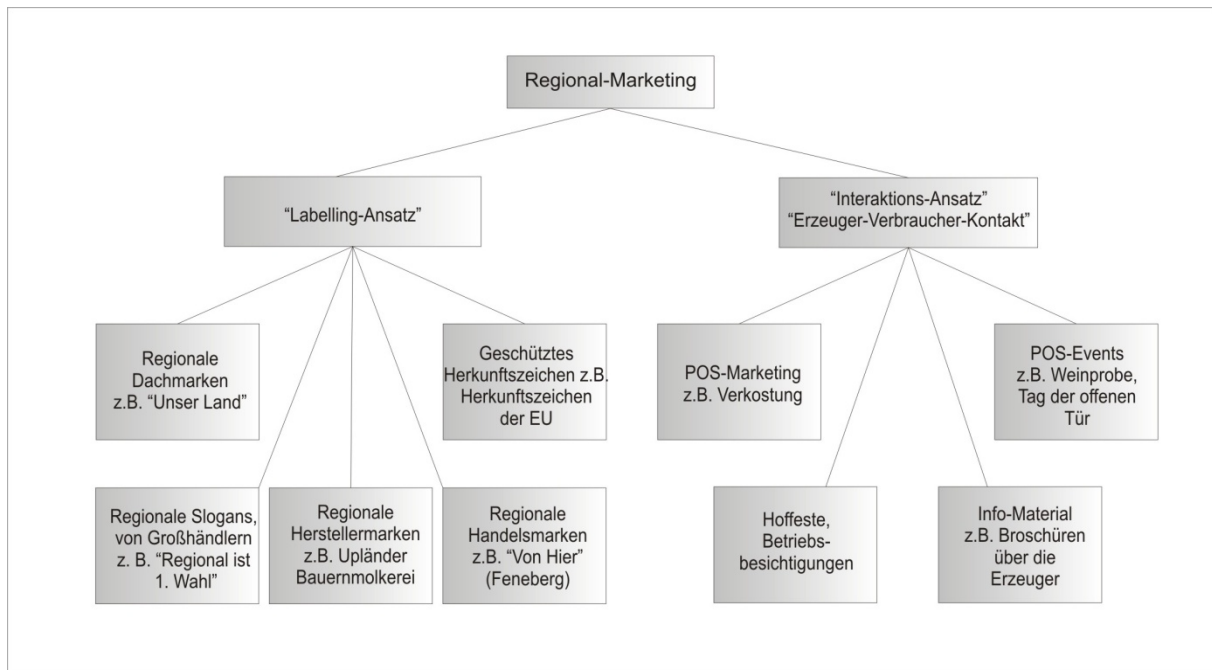 Regional-Marketing
“Labelling-Ansatz”
“Interaktions-Ansatz”
“Erzeuger-Verbraucher-Kontakt”
Regionale
Dachmarken
z.B. “Unser Land”
Geschütztes
Herkunftszeichen z.B.
Herkunftszeichen
der EU
POS-Marketing
z.B. Verkostung
POS-Events
z.B. Weinprobe,
Tag der offenen
Tür
Regionale Slogans,
von Großhändlern
z. B. “Regional ist
1. Wahl”
Regionale
Herstellermarken
z.B. Upländer
Bauernmolkerei
Regionale
Handelsmarken
z.B. “Von Hier”
(Feneberg)
Hoffeste,
Betriebs-
besichtigungen
Info-Material
z.B. Broschüren
über die
Erzeuger